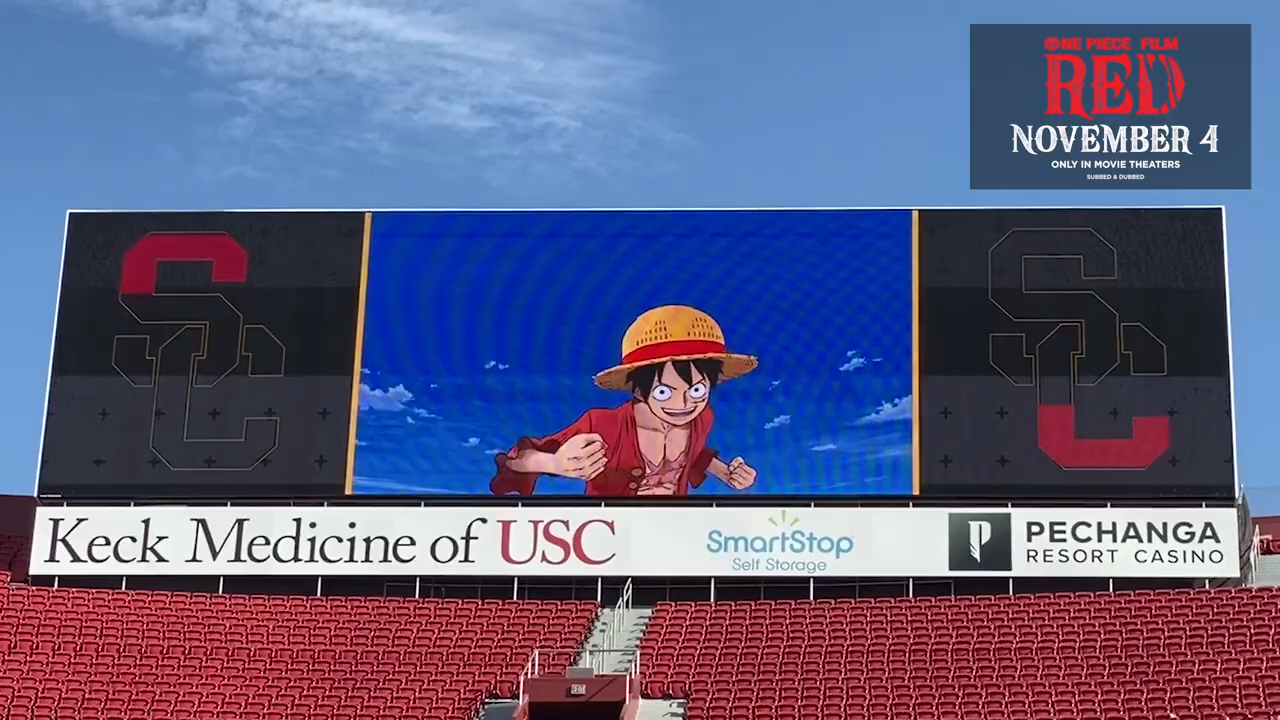 ONE PIECE FILM
RED
NOVEMBER 4
ONLY IN MOVIE THEATERS
SUBBED & DUBBED
SC
SC
Keck Medicine of USC
SmartStop
Self Storage
P
PECHANGA
RESORT CASINO
EXIT